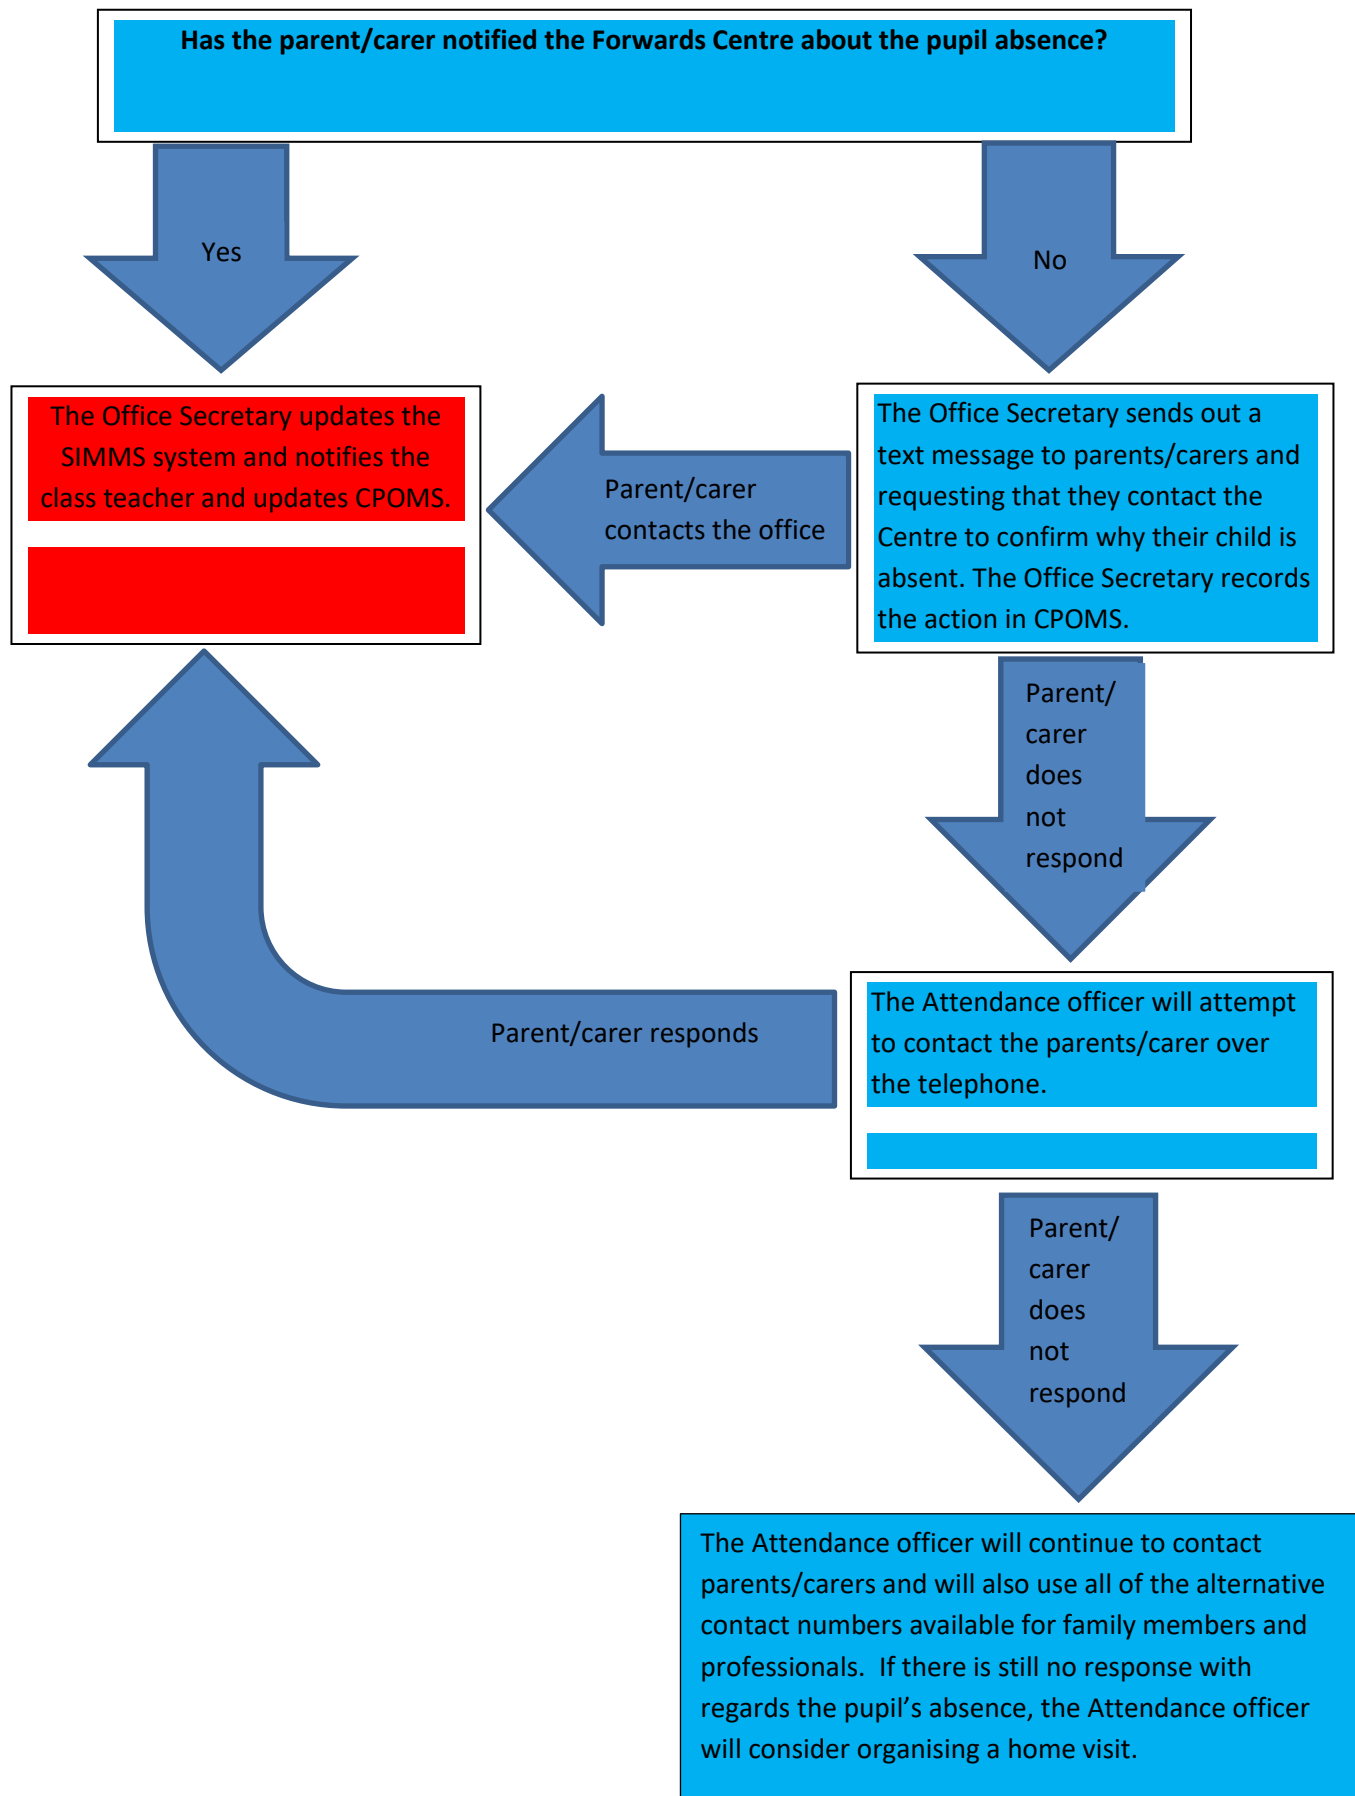 Has the parent/carer notified the Forwards Centre about the pupil absence?
Yes
No
The Office Secretary updates the
SIMMS system and notifies the
class teacher and updates CPOMS.
Parent/carer
contacts the office
The Office Secretary sends out a
text message to parents/carers and
requesting that they contact the
Centre to confirm why their child is
absent. The Office Secretary records
the action in CPOMS.
Parent/
carer
does
not
respond
Parent/carer responds
The Attendance officer will attempt
to contact the parents/carer over
the telephone.
Parent/
carer
does
not
respond
The Attendance officer will continue to contact
parents/carers and will also use all of the alternative
contact numbers available for family members and
professionals.  If there is still no response with
regards the pupil’s absence, the Attendance officer
will consider organising a home visit.